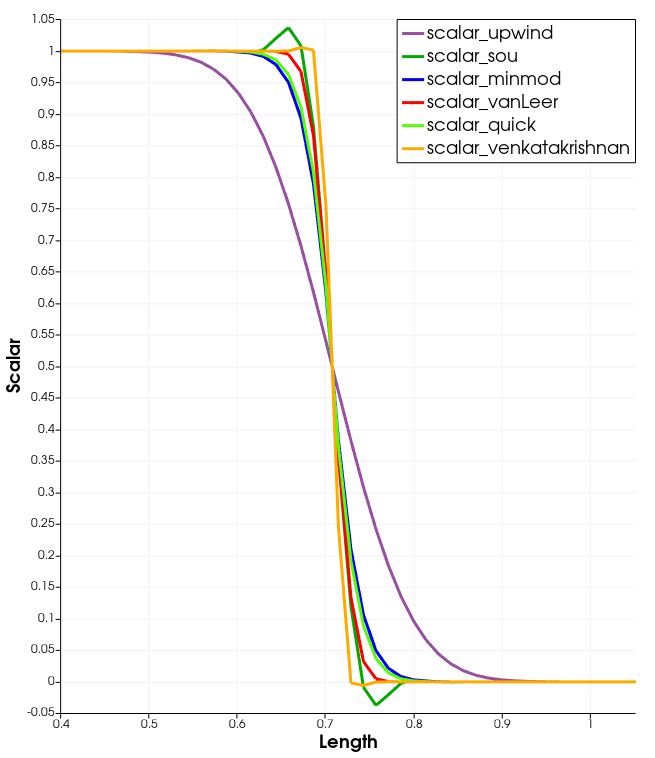 1.05
scalar_upwind
scalar_sou
scalar_minmod
scalar_vanLeer
scalar_quick
scalar_venkatakrishnan
1
0.95
0.9
0.85
0.8
0.75
0.7
0.65
0.6
0.55
0.5
0.45
0.4
0.35
0.3
0.25
0.2
0.15
0.1
0.05
0
-0.05
Scalar
0.4 0.5 0.6 0.7 0.8 0.9 1
Length